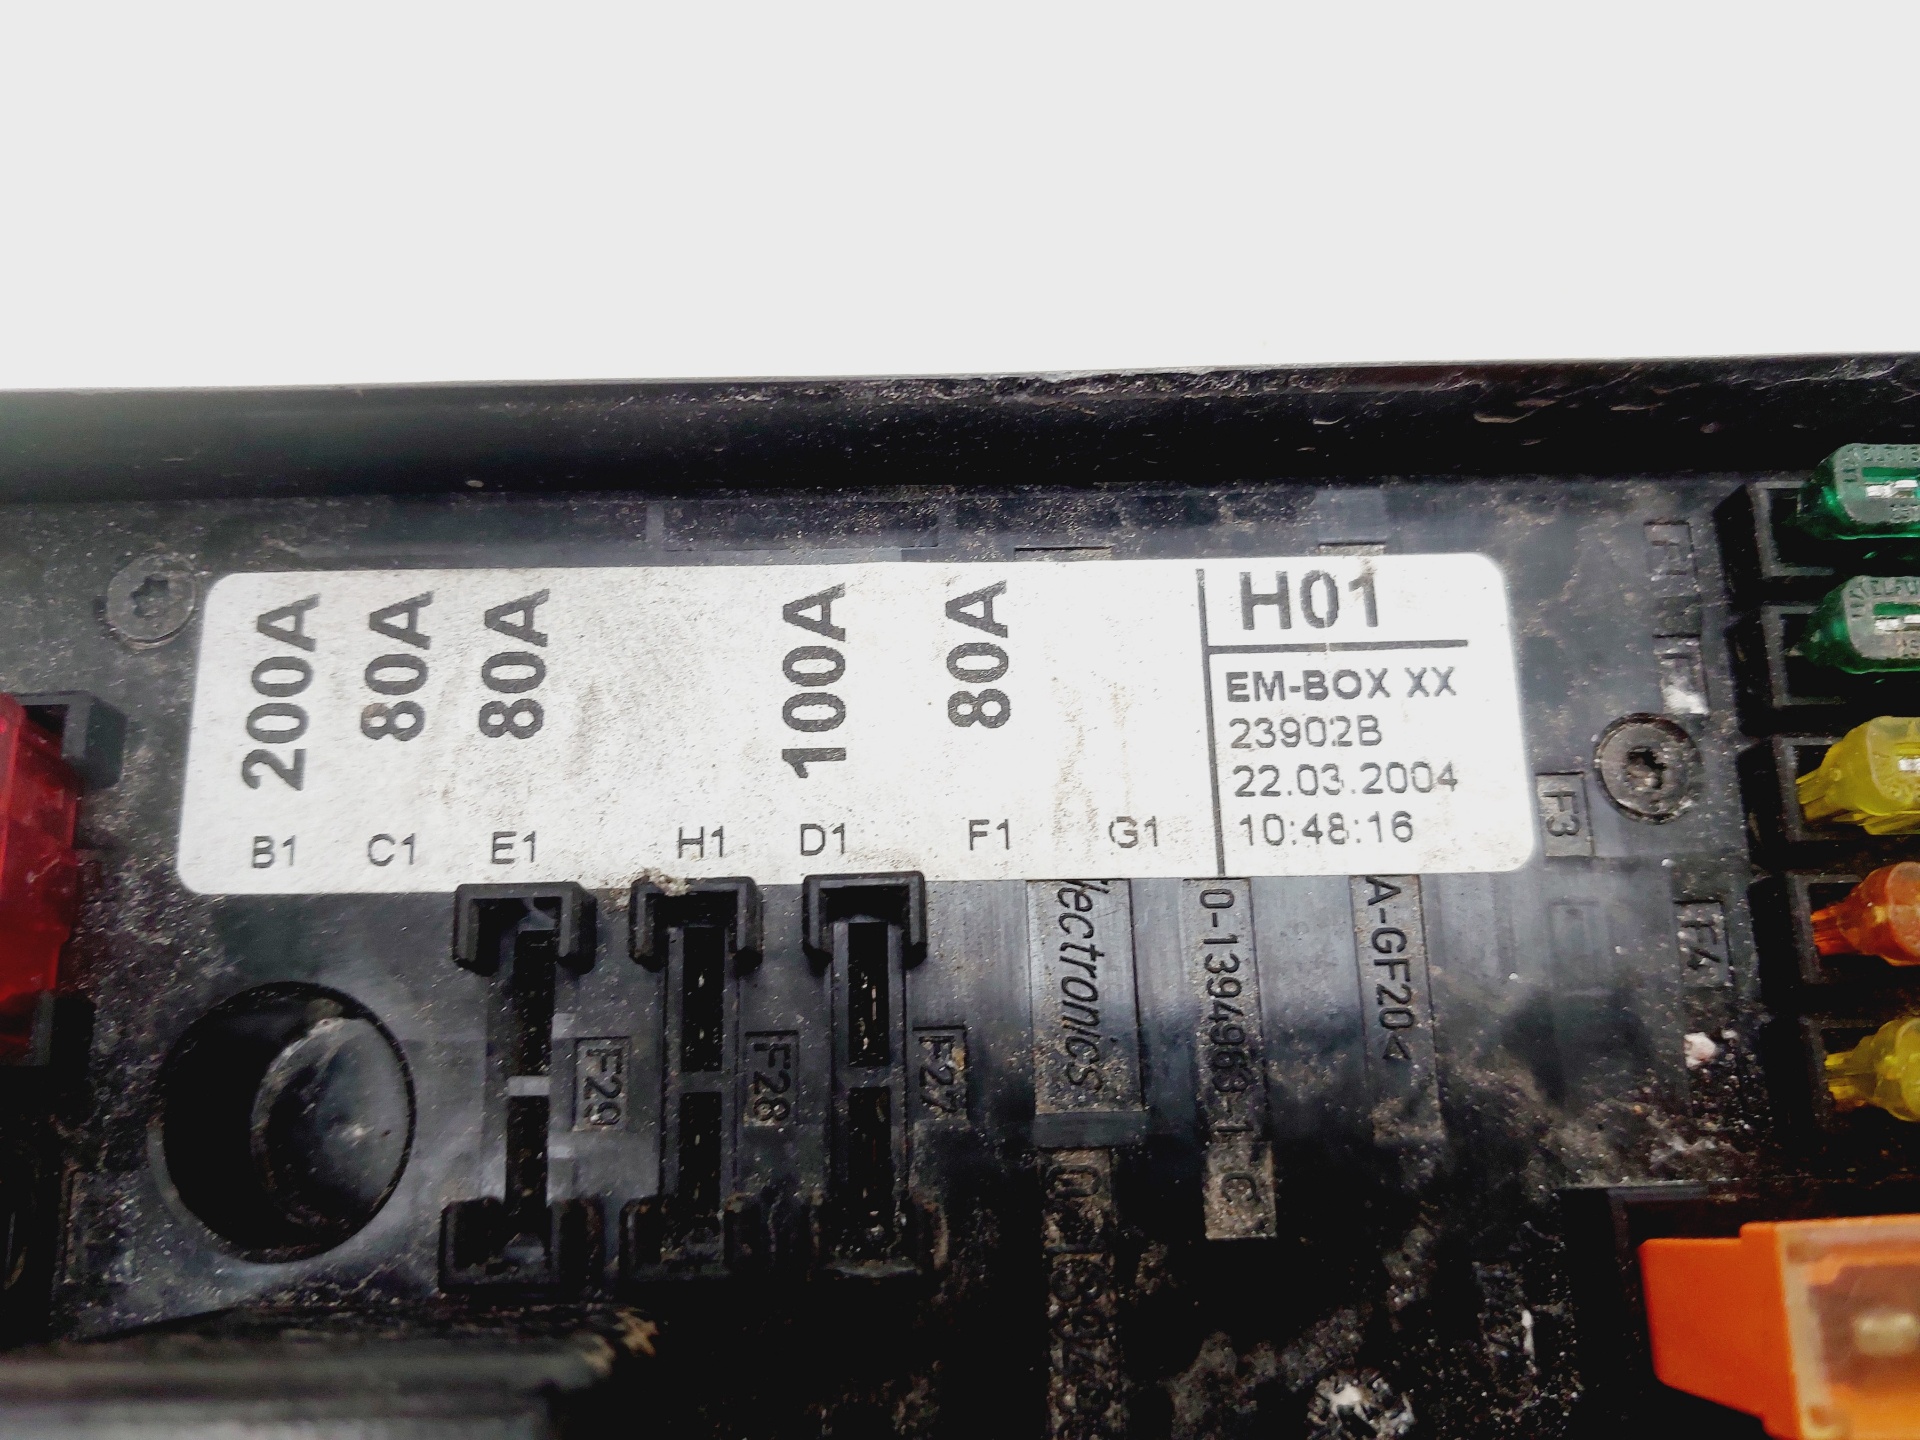 200A 80A 80A 100A 80A
B1 C1 E1 H1 D1 F1 G1
H01
EM-BOX XX
23902B
22.03.2004
10:48:16
F3
F4
F29
F28
F27
ectronics
0-1394963-1 C
A-GF20<